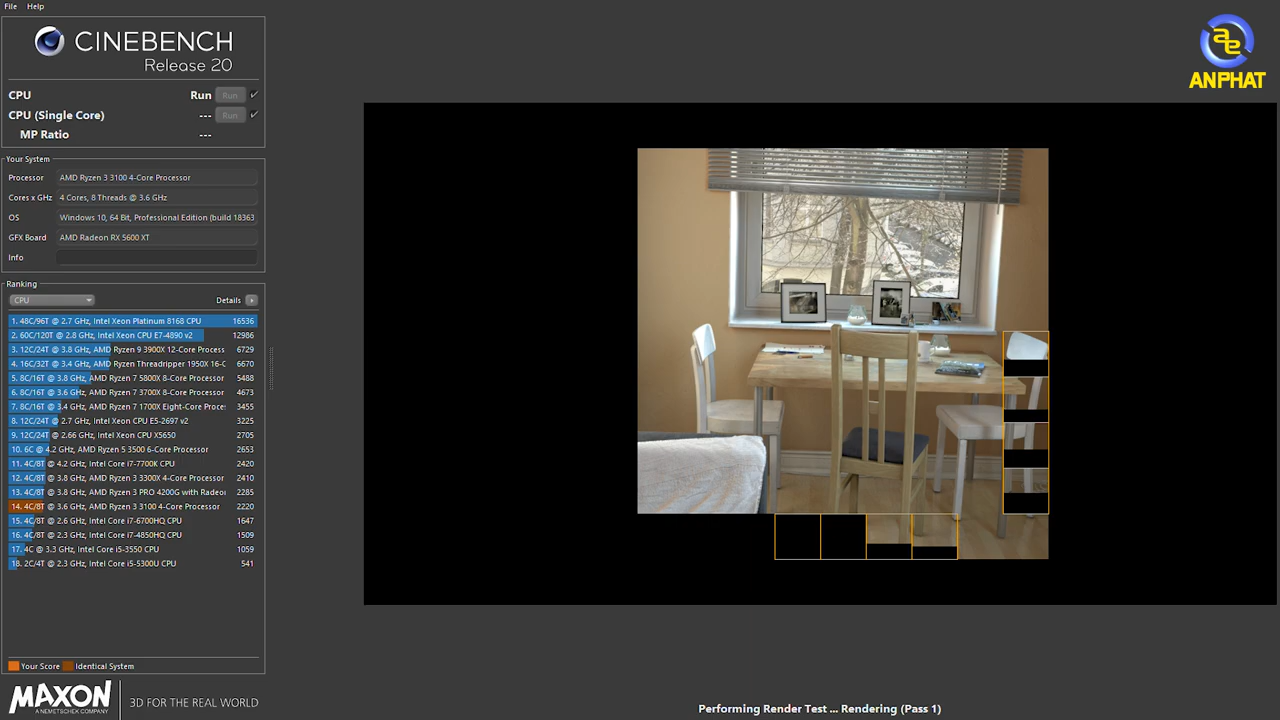 File Help
CINEBENCH
Release 20
CPU Run Run
CPU (Single Core) --- Run
MP Ratio ---
Your System
Processor AMD Ryzen 3 3100 4-Core Processor
Cores x GHz 4 Cores, 8 Threads @ 3.6 GHz
OS Windows 10, 64 Bit, Professional Edition (build 18363
GFX Board AMD Radeon RX 5600 XT
Info
Ranking
CPU Details
1. 48C/96T @ 2.7 GHz, Intel Xeon Platinum 8168 CPU 16536
2. 60C/120T @ 2.8 GHz, Intel Xeon CPU E7-4890 v2 12986
3. 12C/24T @ 3.8 GHz, AMD Ryzen 9 3900X 12-Core Process 6729
4. 16C/32T @ 3.4 GHz, AMD Ryzen Threadripper 1950X 16-C 6670
5. 8C/16T @ 3.8 GHz, AMD Ryzen 7 5800X 8-Core Processor 5488
6. 8C/16T @ 3.6 GHz, AMD Ryzen 7 3700X 8-Core Processor 4673
7. 8C/16T @ 3.4 GHz, AMD Ryzen 7 1700X Eight-Core Proce: 3455
8. 12C/24T @ 2.7 GHz, Intel Xeon CPU E5-2697 v2 3225
9. 12C/24T @ 2.66 GHz, Intel Xeon CPU X5650 2705
10. 6C @ 4.2 GHz, AMD Ryzen 5 3500 6-Core Processor 2653
11. 4C/8T @ 4.2 GHz, Intel Core i7-7700K CPU 2420
12. 4C/8T @ 3.8 GHz, AMD Ryzen 3 3300X 4-Core Processor 2410
13. 4C/8T @ 3.8 GHz, AMD Ryzen 3 PRO 4200G with Radeo 2285
14. 4C/8T @ 3.6 GHz, AMD Ryzen 3 3100 4-Core Processor 2220
15. 4C/8T @ 2.6 GHz, Intel Core i7-6700HQ CPU 1647
16. 4C/8T @ 2.3 GHz, Intel Core i7-4850HQ CPU 1509
17. 4C @ 3.3 GHz, Intel Core i5-3550 CPU 1059
18. 2C/4T @ 2.3 GHz, Intel Core i5-5300U CPU 541
Your Score Identical System
MAXON
A NEMETSCHEK COMPANY
3D FOR THE REAL WORLD
ae
ANPHAT
Performing Render Test ... Rendering (Pass 1)